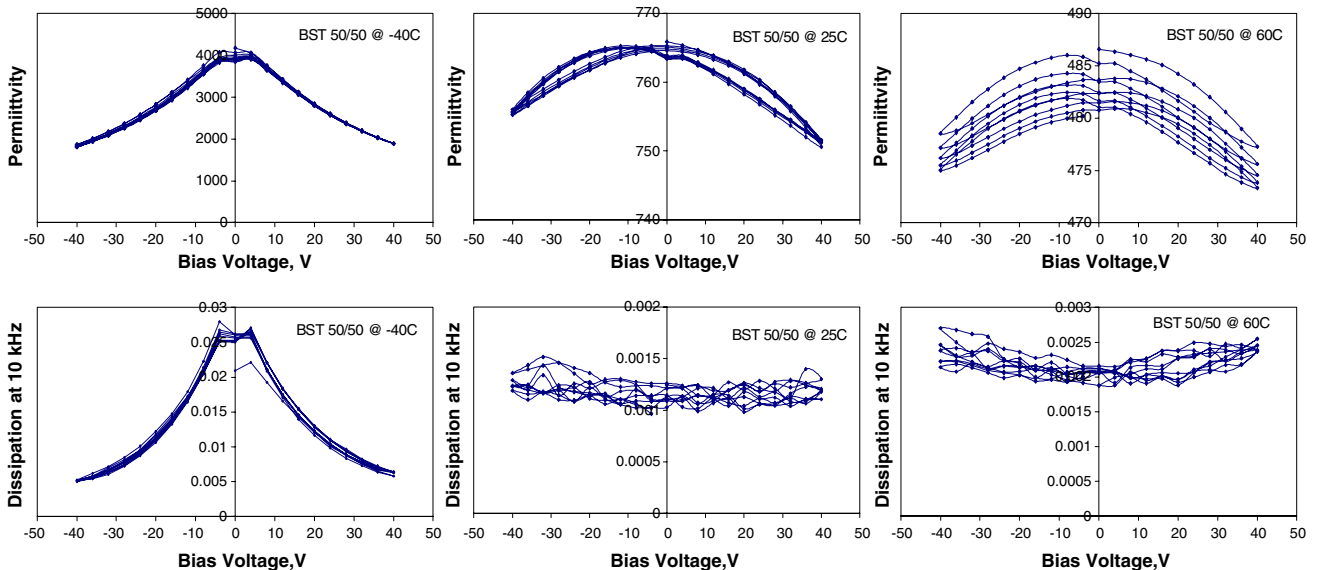 Permiittvity
5000
4000
3000
2000
1000
0
BST 50/50 @ -40C
-50 -40 -30 -20 -10 0 10 20 30 40 50
Bias Voltage, V
Permiittvity
770
760
750
740
BST 50/50 @ 25C
-50 -40 -30 -20 -10 0 10 20 30 40 50
Bias Voltage,V
Permiittvity
490
485
480
475
470
BST 50/50 @ 60C
-50 -40 -30 -20 -10 0 10 20 30 40 50
Bias Voltage,V
Dissipation at 10 kHz
0.03
0.025
0.02
0.015
0.01
0.005
0
BST 50/50 @ -40C
-50 -40 -30 -20 -10 0 10 20 30 40 50
Bias Voltage,V
Dissipation at 10 kHz
0.002
0.0015
0.001
0.0005
0
BST 50/50 @ 25C
-50 -40 -30 -20 -10 0 10 20 30 40 50
Bias Voltage,V
Dissipation at 10 kHz
0.003
0.0025
0.002
0.0015
0.001
0.0005
0
BST 50/50 @ 60C
-50 -40 -30 -20 -10 0 10 20 30 40 50
Bias Voltage,V